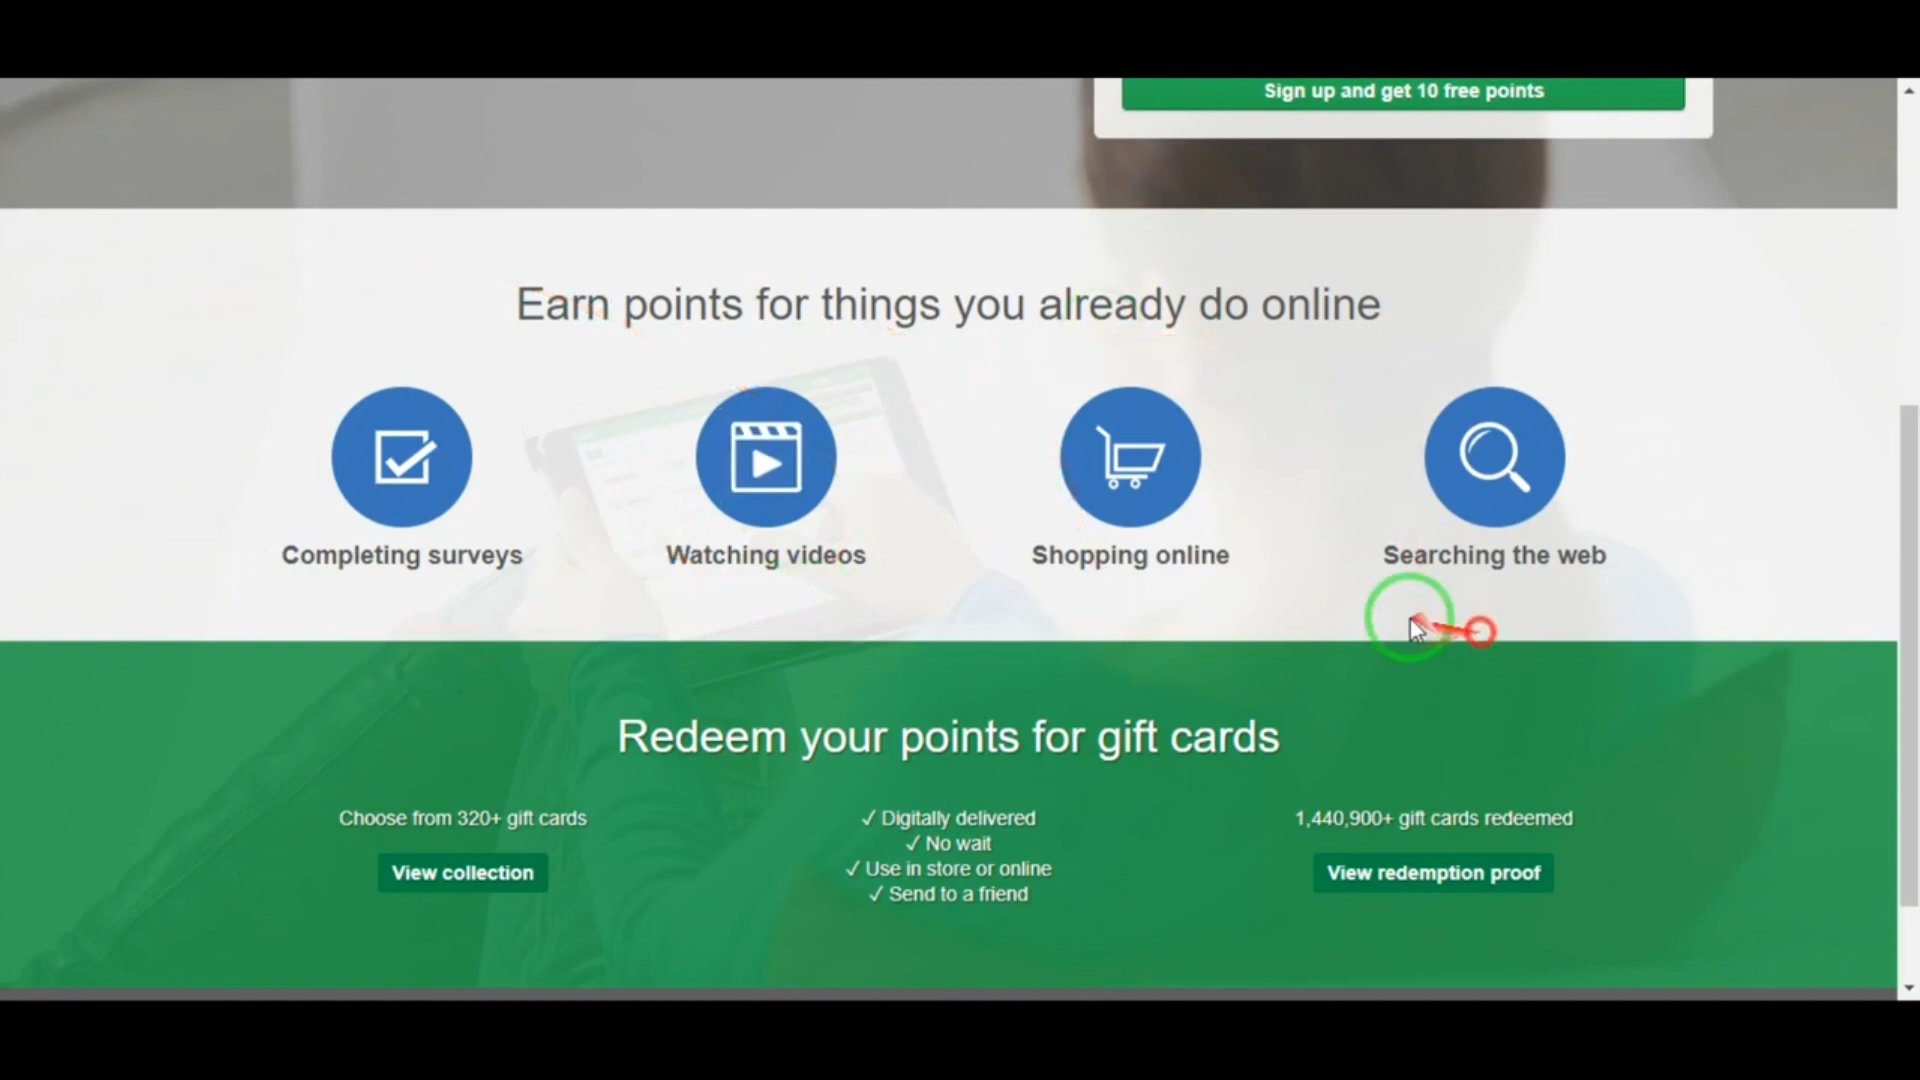 Sign up and get 10 free points
Earn points for things you already do online
Completing surveys
Watching videos
Shopping online
Searching the web
Redeem your points for gift cards
Choose from 320+ gift cards
View collection
✓ Digitally delivered
✓ No wait
✓ Use in store or online
✓ Send to a friend
1,440,900+ gift cards redeemed
View redemption proof